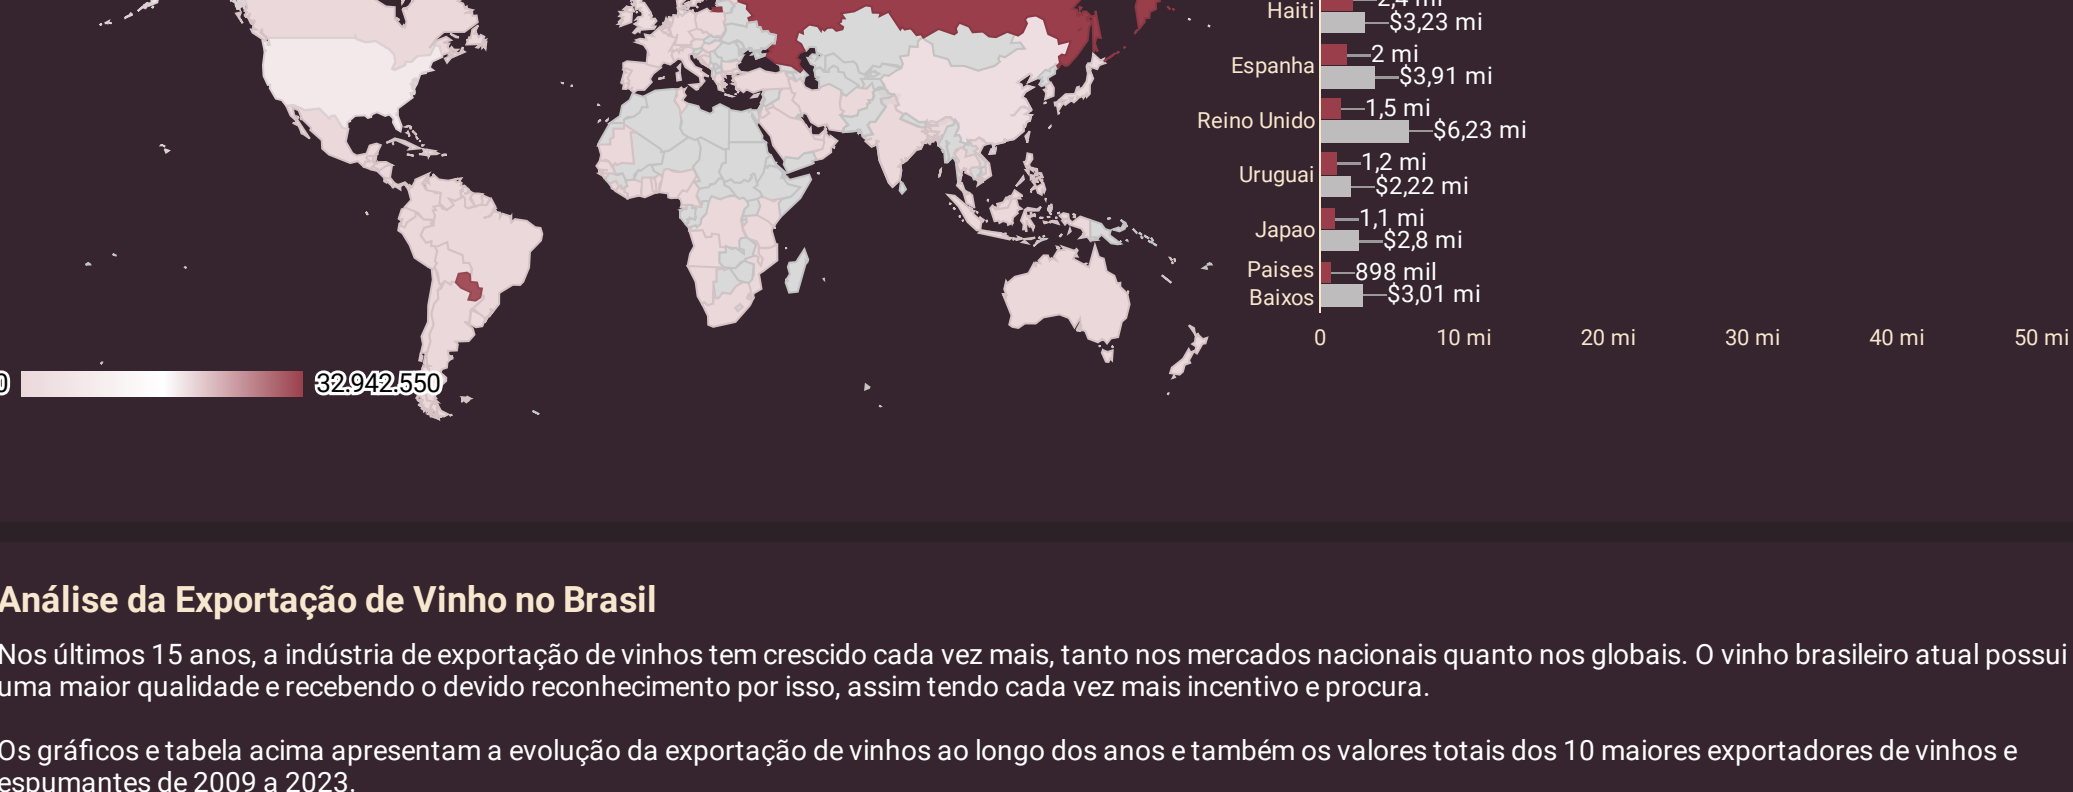 Haiti
2,4 mi
$3,23 mi
Espanha
2 mi
$3,91 mi
Reino Unido
1,5 mi
$6,23 mi
Uruguai
1,2 mi
$2,22 mi
Japao
1,1 mi
$2,8 mi
Paises
Baixos
898 mil
$3,01 mi
0
10 mi
20 mi
30 mi
40 mi
50 mi
0
32.942.550
Análise da Exportação de Vinho no Brasil
Nos últimos 15 anos, a indústria de exportação de vinhos tem crescido cada vez mais, tanto nos mercados nacionais quanto nos globais. O vinho brasileiro atual possui
uma maior qualidade e recebendo o devido reconhecimento por isso, assim tendo cada vez mais incentivo e procura.
Os gráficos e tabela acima apresentam a evolução da exportação de vinhos ao longo dos anos e também os valores totais dos 10 maiores exportadores de vinhos e
espumantes de 2009 a 2023.